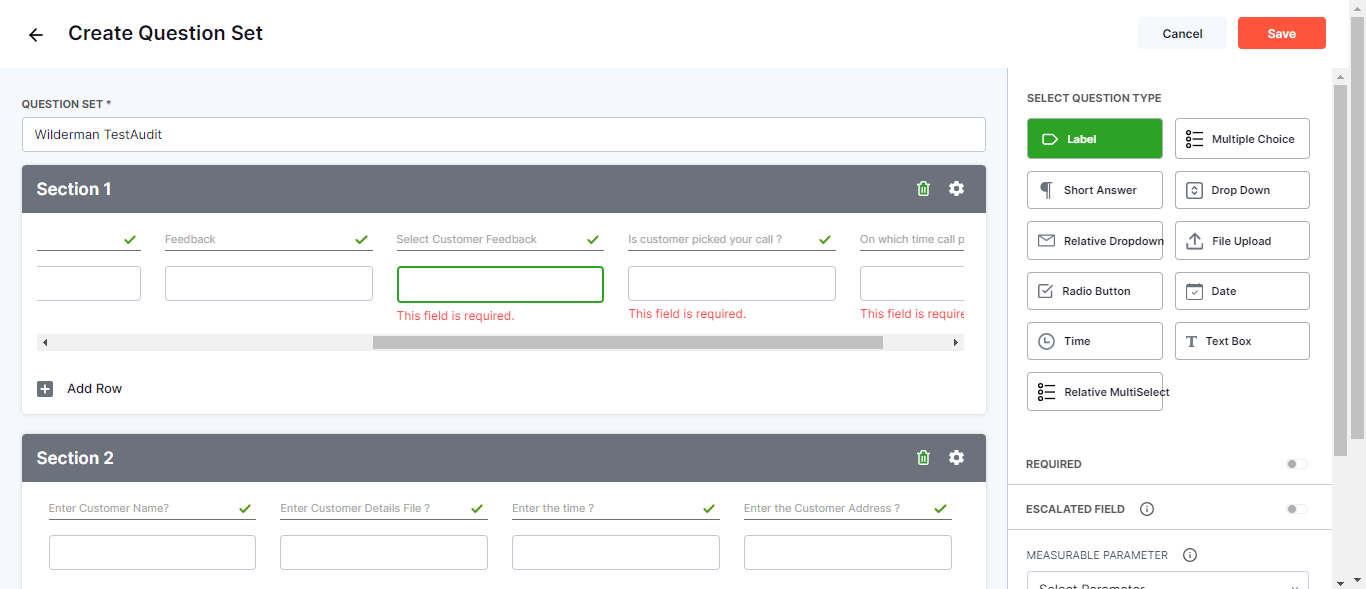 Create Question Set
Cancel
Save
QUESTION SET *
Wilderman TestAudit
Section 1
Feedback
Select Customer Feedback
Is customer picked your call ?
On which time call p
This field is required.
This field is required.
This field is require
Add Row
Section 2
Enter Customer Name?
Enter Customer Details File ?
Enter the time ?
Enter the Customer Address ?
SELECT QUESTION TYPE
Label
Multiple Choice
Short Answer
Drop Down
Relative Dropdown
File Upload
Radio Button
Date
Time
Text Box
Relative MultiSelect
REQUIRED
ESCALATED FIELD
MEASURABLE PARAMETER
Select Parameter